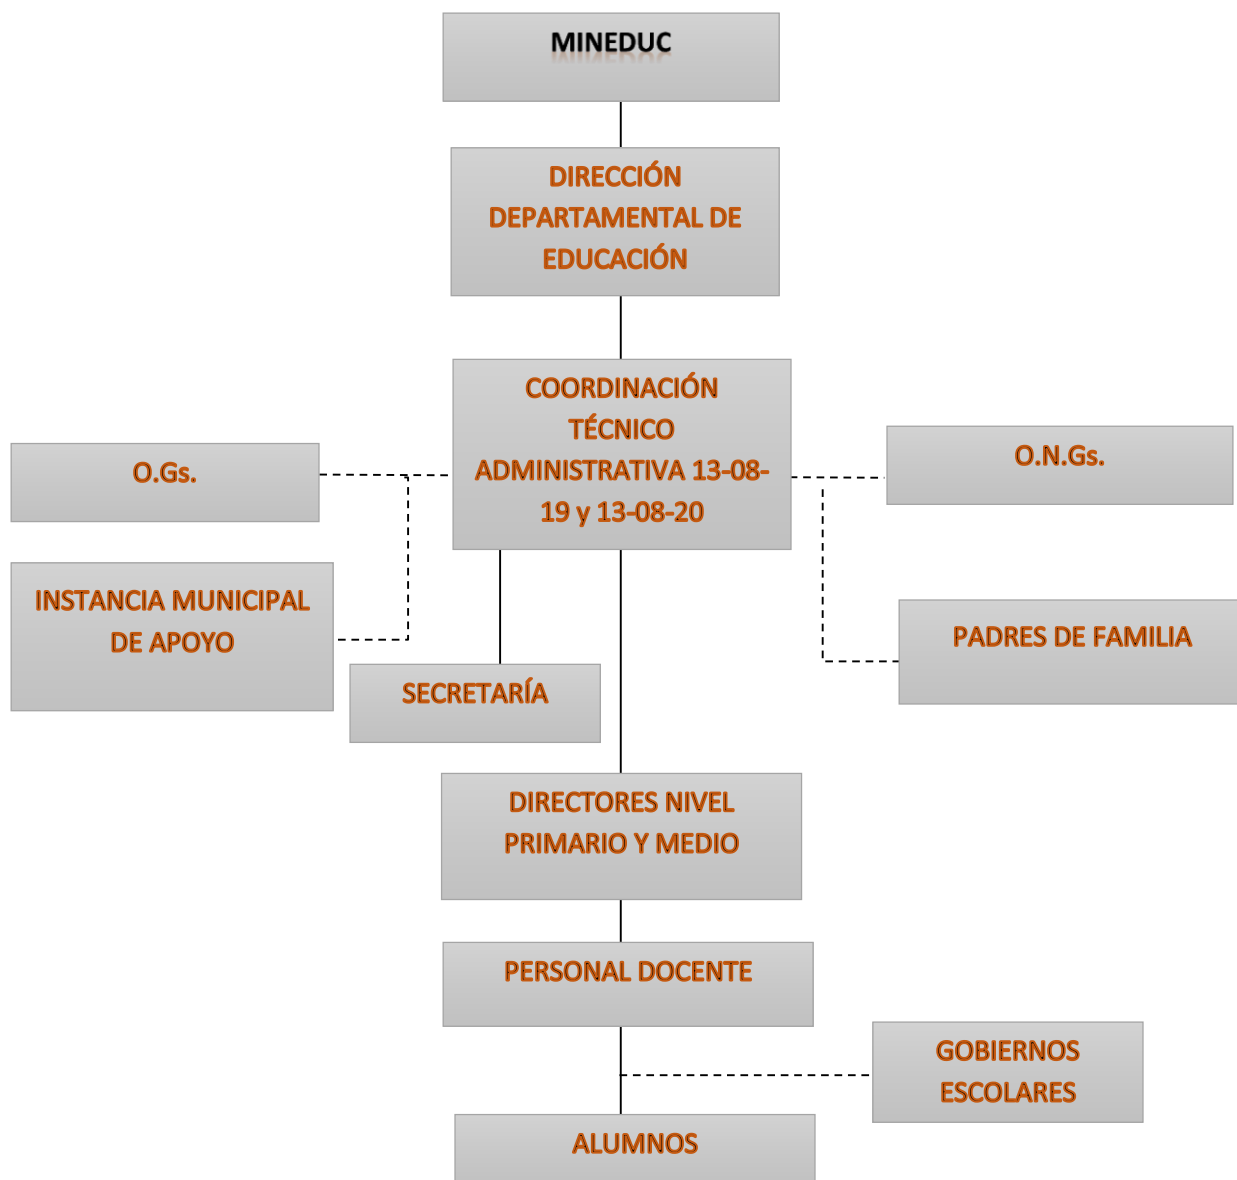 MINEDUC
DIRECCIÓN
DEPARTAMENTAL DE
EDUCACIÓN
COORDINACIÓN
TÉCNICO
ADMINISTRATIVA 13-08-
19 y 13-08-20
O.Gs.
O.N.Gs.
INSTANCIA MUNICIPAL
DE APOYO
PADRES DE FAMILIA
SECRETARÍA
DIRECTORES NIVEL
PRIMARIO Y MEDIO
PERSONAL DOCENTE
GOBIERNOS
ESCOLARES
ALUMNOS